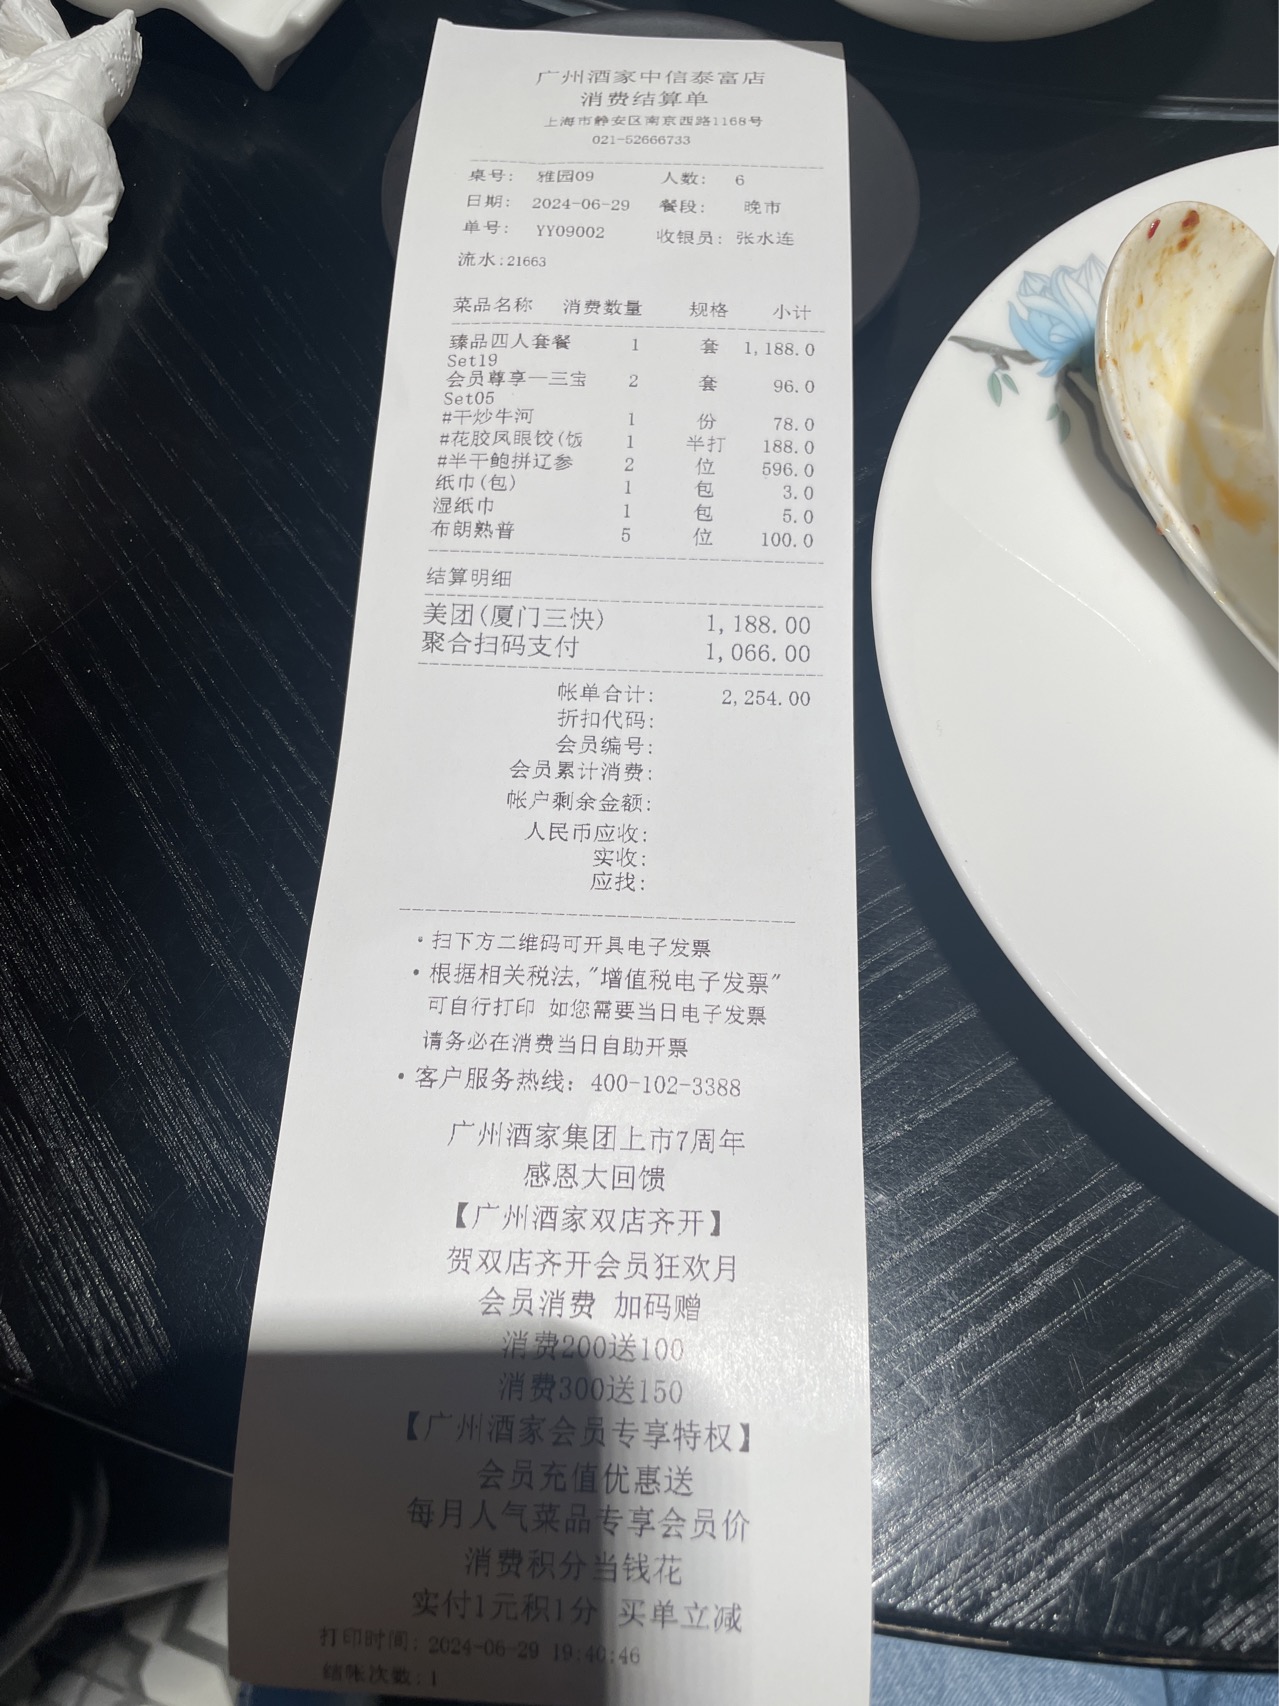 广州酒家中信泰富店
消费结算单
上海市静安区南京西路1168号
021-52666733
桌号: 雅园09 人数: 6
日期: 2024-06-29 餐段: 晚市
单号: YY09002 收银员: 张水连
流水:21663
菜品名称 消费数量 规格 小计
臻品四人套餐 1 套 1,188.0
Set19
会员尊享一三宝 2 套 96.0
Set05
#干炒牛河 1 份 78.0
#花胶凤眼饺(饭 1 半打 188.0
#半干鲍拼辽参 2 位 596.0
纸巾(包) 1 包 3.0
湿纸巾 1 包 5.0
布朗熟普 5 位 100.0
结算明细
美团(厦门三快) 1,188.00
聚合扫码支付 1,066.00
帐单合计: 2,254.00
折扣代码:
会员编号:
会员累计消费:
帐户剩余金额:
人民币应收:
实收:
应找:
·扫下方二维码可开具电子发票
·根据相关税法,"增值税电子发票"
可自行打印 如您需要当日电子发票
请务必在消费当日自助开票
·客户服务热线: 400-102-3388
广州酒家集团上市7周年
感恩大回馈
【广州酒家双店齐开】
贺双店齐开会员狂欢月
会员消费 加码赠
消费200送100
消费300送150
【广州酒家会员专享特权】
会员充值优惠送
每月人气菜品专享会员价
消费积分当钱花
实付1元积1分 买单立减
打印时间: 2024-06-29 19:40:46
结账次数:1